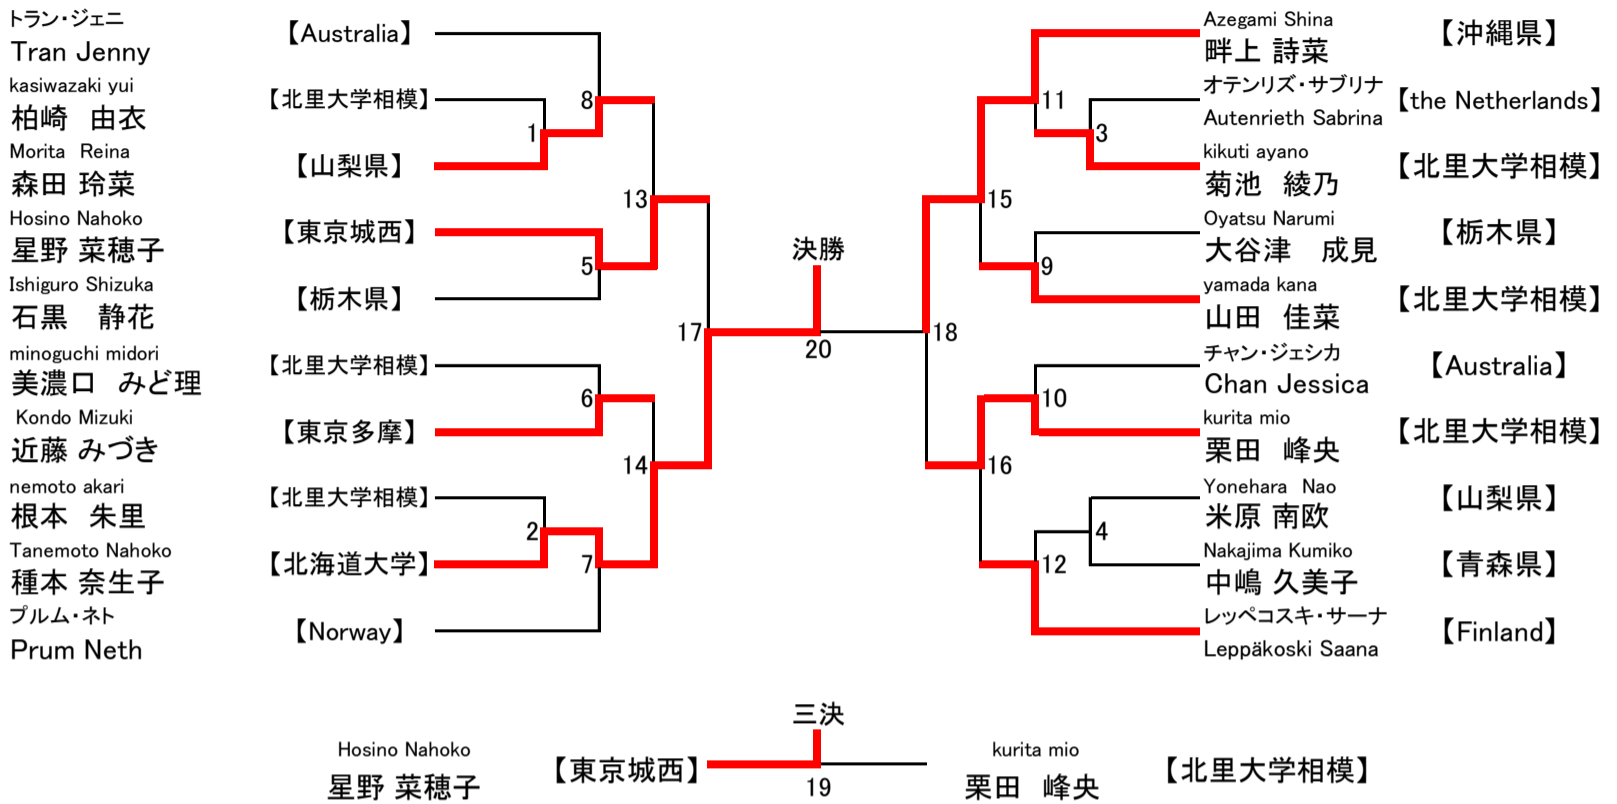 トラン・ジェニ
Tran Jenny
【Australia】
kasiwazaki yui
柏崎　由衣
【北里大学相模】
Morita　Reina
森田 玲菜
【山梨県】
Hosino Nahoko
星野 菜穂子
【東京城西】
Ishiguro Shizuka
石黒　静花
【栃木県】
minoguchi midori
美濃口　みど理
【北里大学相模】
Kondo Mizuki
近藤 みづき
【東京多摩】
nemoto akari
根本　朱里
【北里大学相模】
Tanemoto Nahoko
種本 奈生子
【北海道大学】
プルム・ネト
Prum Neth
【Norway】
8
1
13
5
17
6
14
2
7
決勝
20
11
3
15
9
18
10
16
4
12
Azegami Shina
畔上 詩菜
【沖縄県】
オテンリズ・サブリナ
Autenrieth Sabrina
【the Netherlands】
kikuti ayano
菊池　綾乃
【北里大学相模】
Oyatsu Narumi
大谷津　成見
【栃木県】
yamada kana
山田　佳菜
【北里大学相模】
チャン・ジェシカ
Chan Jessica
【Australia】
kurita mio
栗田　峰央
【北里大学相模】
Yonehara　Nao
米原 南欧
【山梨県】
Nakajima Kumiko
中嶋 久美子
【青森県】
レッペコスキ・サーナ
Leppäkoski Saana
【Finland】
三決
Hosino Nahoko
星野 菜穂子
【東京城西】
19
kurita mio
栗田　峰央
【北里大学相模】